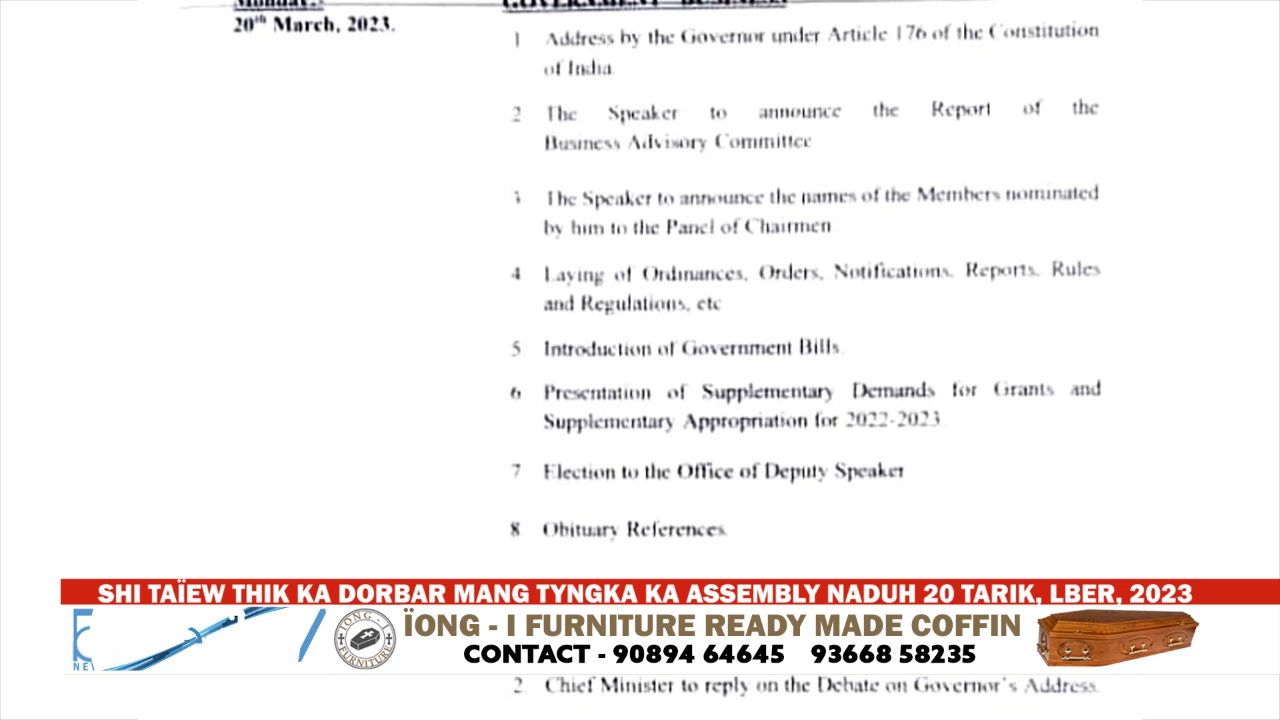 Monday:-
GOVERNMENT BUSINESS
20th March, 2023.
1 Address by the Governor under Article 176 of the Constitution
of India.
2 The Speaker to announce the Report of the
Business Advisory Committee
3 The Speaker to announce the names of the Members nominated
by him to the Panel of Chairmen
4 Laying of Ordinances, Orders, Notifications, Reports, Rules
and Regulations, etc
5 Introduction of Government Bills.
6 Presentation of Supplementary Demands for Grants and
Supplementary Appropriation for 2022-2023.
7 Election to the Office of Deputy Speaker
8 Obituary References.
SHI TAÏEW THIK KA DORBAR MANG TYNGKA KA ASSEMBLY NADUH 20 TARIK, LBER, 2023
ÏONG - I
FURNITURE
ÏONG - I FURNITURE READY MADE COFFIN
CONTACT - 90894 64645 93668 58235
2. Chief Minister to reply on the Debate on Governor's Address.